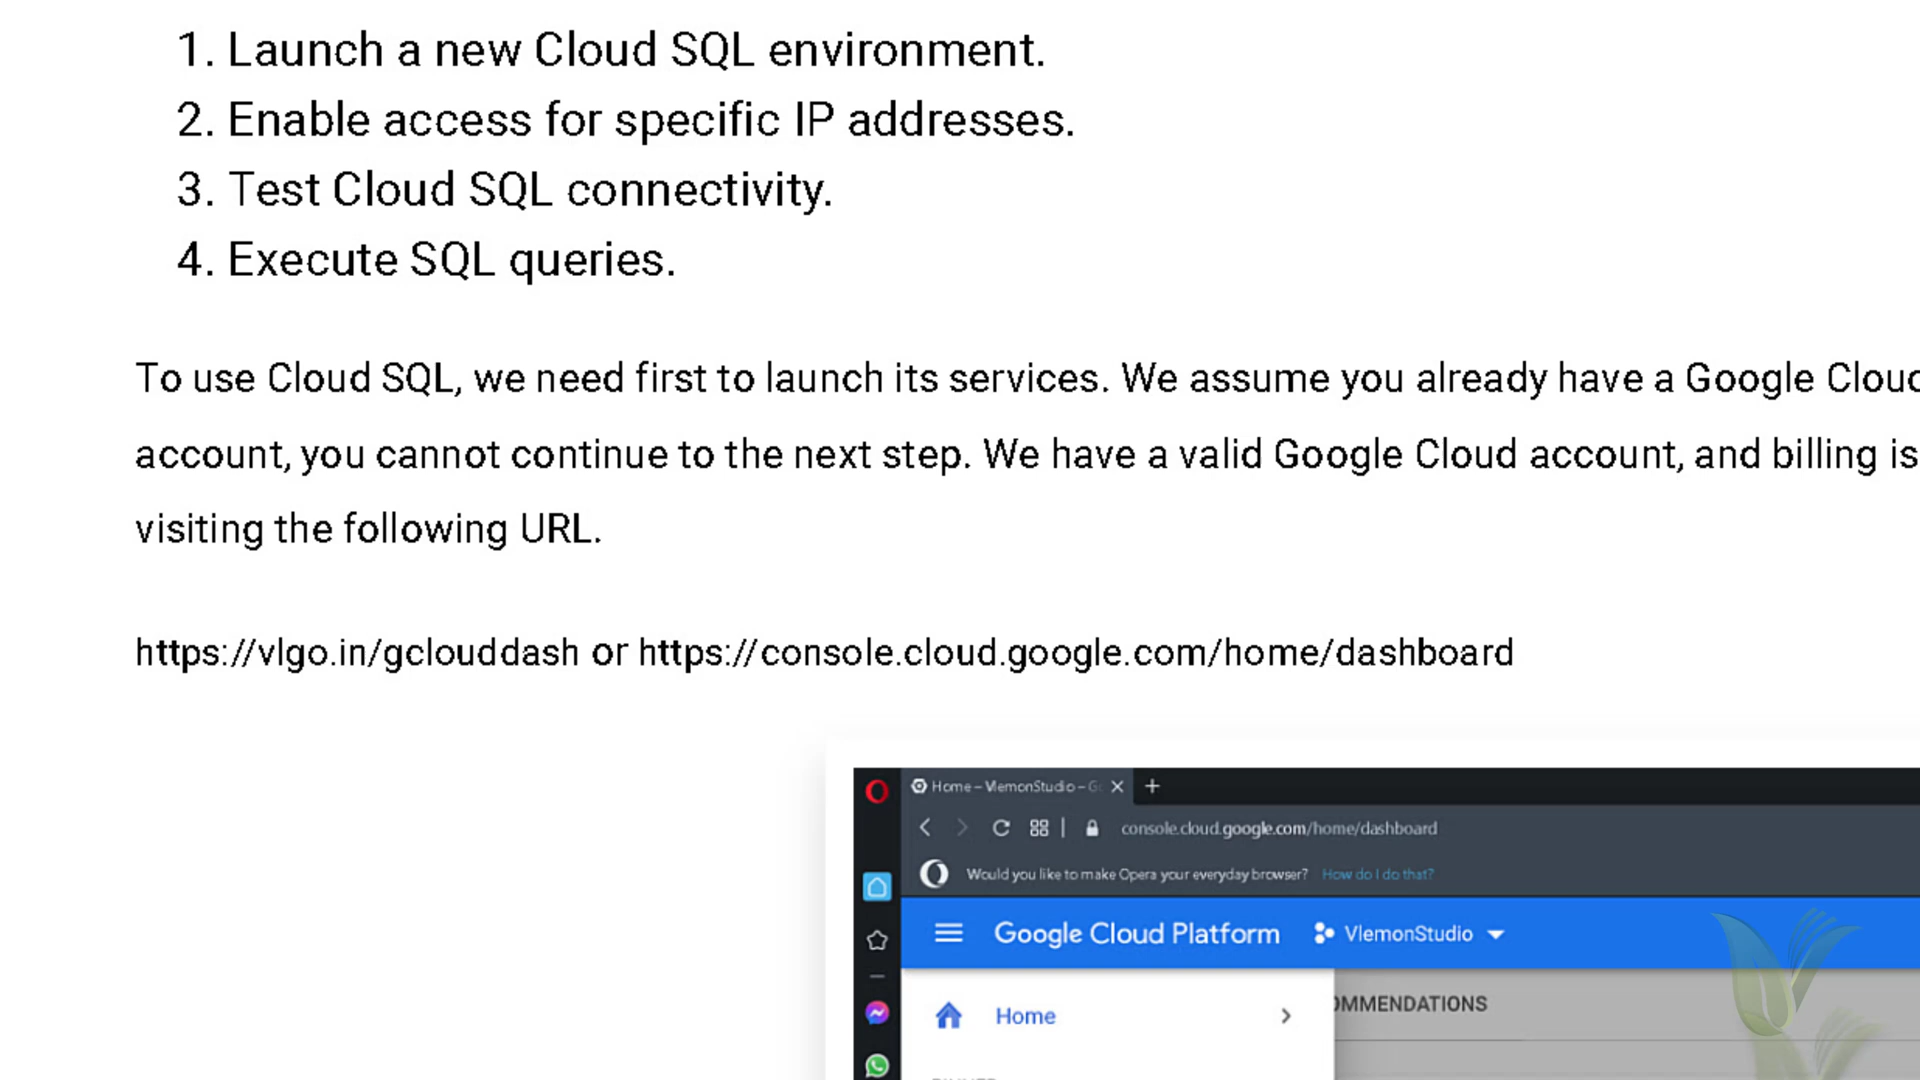 1. Launch a new Cloud SQL environment.
2. Enable access for specific IP addresses.
3. Test Cloud SQL connectivity.
4. Execute SQL queries.
To use Cloud SQL, we need first to launch its services. We assume you already have a Google Cloud
account, you cannot continue to the next step. We have a valid Google Cloud account, and billing is
visiting the following URL.
https://vlgo.in/gclouddash or https://console.cloud.google.com/home/dashboard
Home – VlemonStudio – G
console.cloud.google.com/home/dashboard
Would you like to make Opera your everyday browser? How do I do that?
Google Cloud Platform VlemonStudio
Home OMMENDATIONS